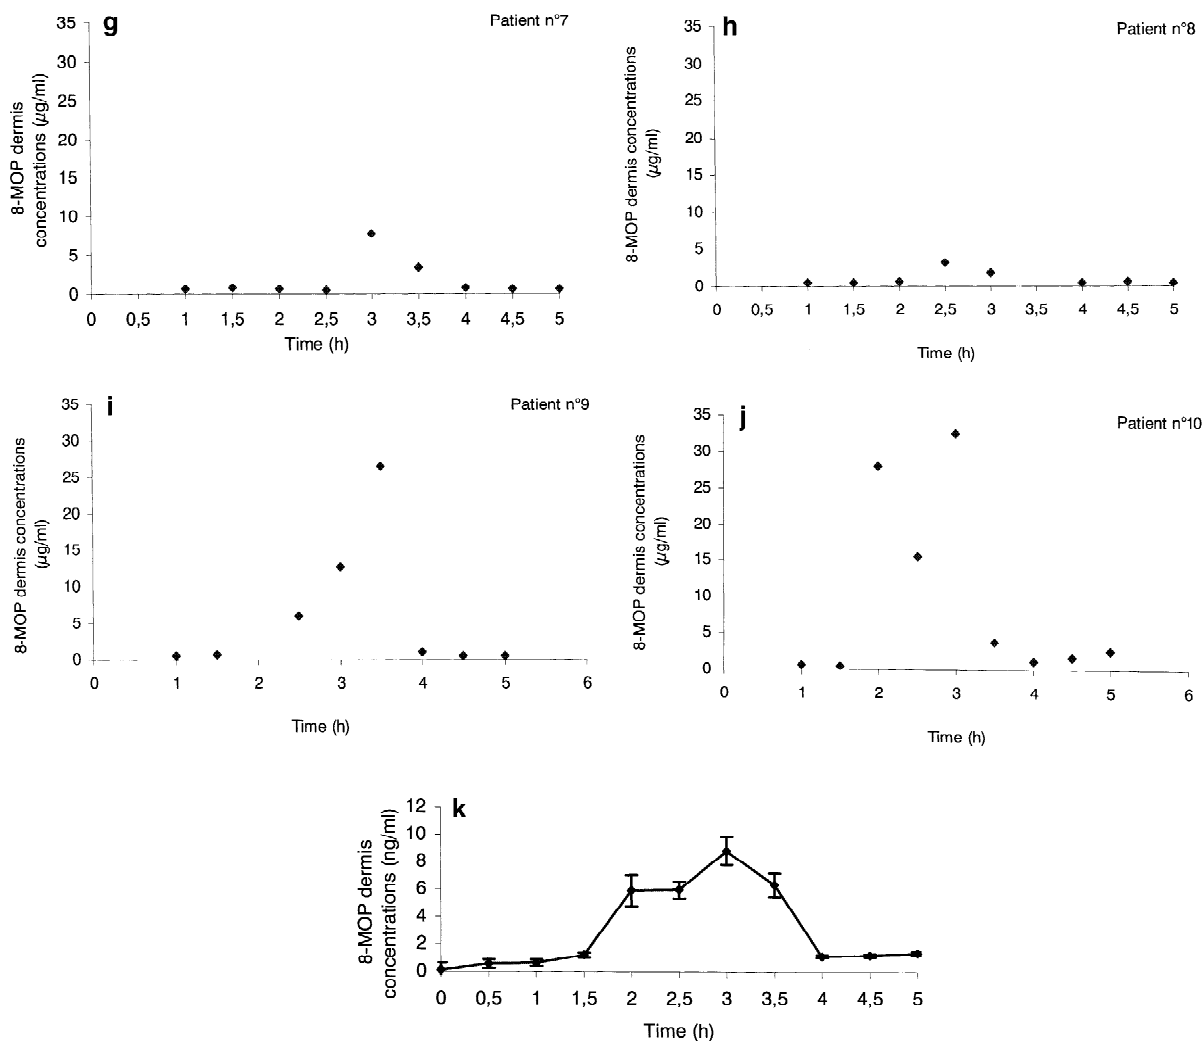 g
Patient n°7
8-MOP dermis
concentrations (µg/ml)
35
30
25
20
15
10
5
0
0 0,5 1 1,5 2 2,5 3 3,5 4 4,5 5
Time (h)
h
Patient n°8
8-MOP dermis concentrations
(µg/ml)
35
30
25
20
15
10
5
0
0 0,5 1 1,5 2 2,5 3 3,5 4 4,5 5
Time (h)
i
Patient n°9
8-MOP dermis concentrations
(µg/ml)
35
30
25
20
15
10
5
0
0 1 2 3 4 5 6
Time (h)
j
Patient n°10
8-MOP dermis concentrations
(µg/ml)
35
30
25
20
15
10
5
0
0 1 2 3 4 5 6
Time (h)
k
8-MOP dermis
concentrations (ng/ml)
12
10
8
6
4
2
0
0 0,5 1 1,5 2 2,5 3 3,5 4 4,5 5
Time (h)